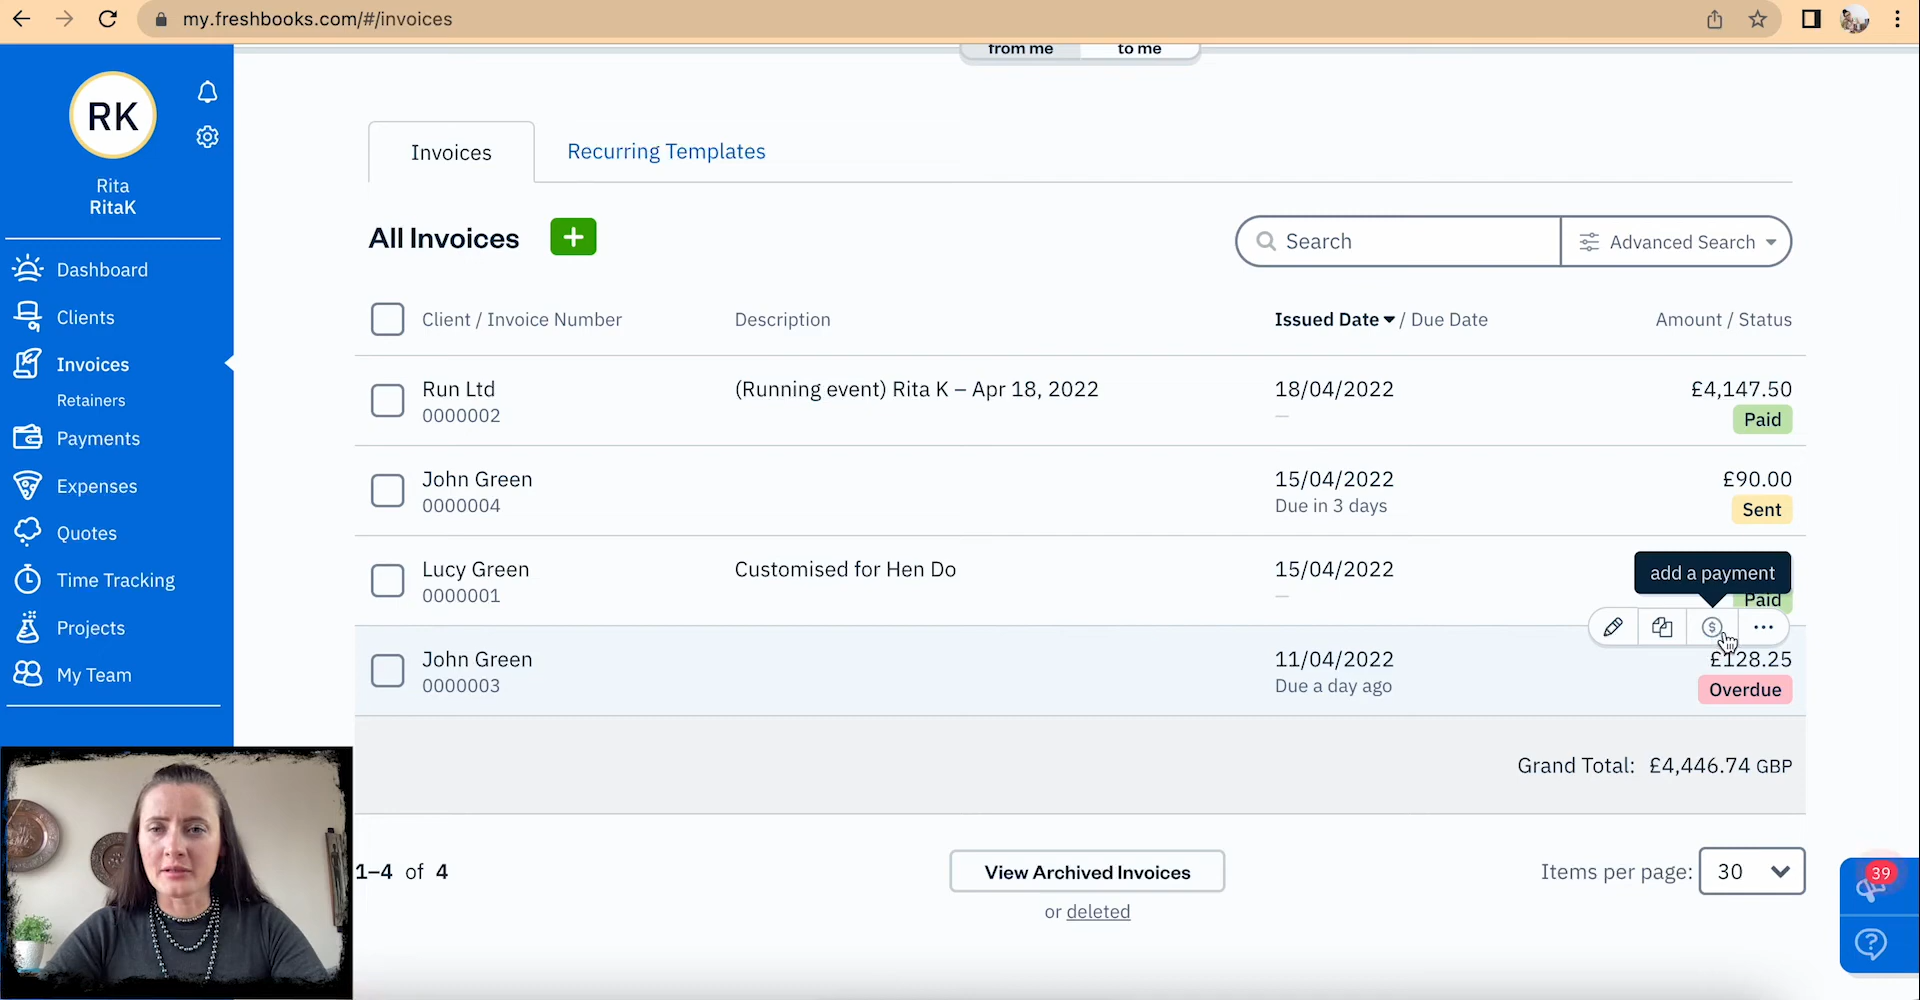 my.freshbooks.com/#/invoices
from me
to me
RK
Rita
RitaK
Dashboard
Clients
Invoices
Retainers
Payments
Expenses
Quotes
Time Tracking
Projects
My Team
Invoices
Recurring Templates
All Invoices
Search
Advanced Search
Client / Invoice Number
Description
Issued Date / Due Date
Amount / Status
Run Ltd
0000002
(Running event) Rita K – Apr 18, 2022
18/04/2022
—
£4,147.50
Paid
John Green
0000004
15/04/2022
Due in 3 days
£90.00
Sent
Lucy Green
0000001
Customised for Hen Do
15/04/2022
—
add a payment
Paid
John Green
0000003
11/04/2022
Due a day ago
£128.25
Overdue
Grand Total: £4,446.74 GBP
1–4 of 4
View Archived Invoices
or deleted
Items per page: 30
39